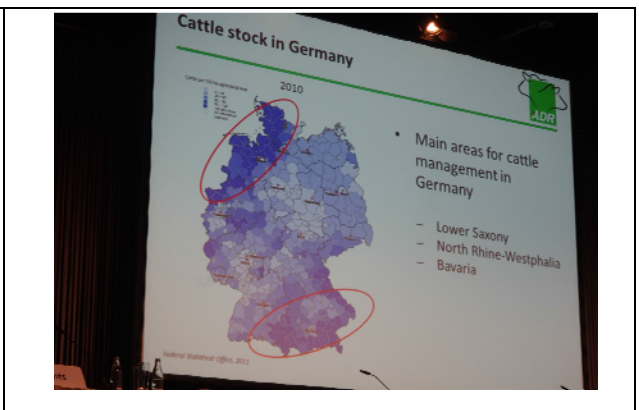 Cattle stock in Germany
2010
ADR
• Main areas for cattle
management in
Germany
– Lower Saxony
– North Rhine-Westphalia
– Bavaria
Federal Statistical Office, 2011